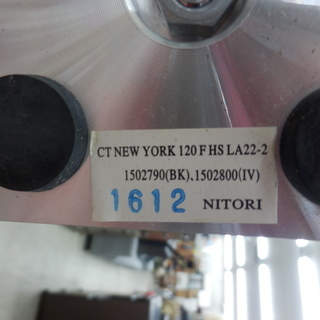 CT NEW YORK 120 F HS LA22-2
1502790(BK),1502800(IV)
1612 NITORI